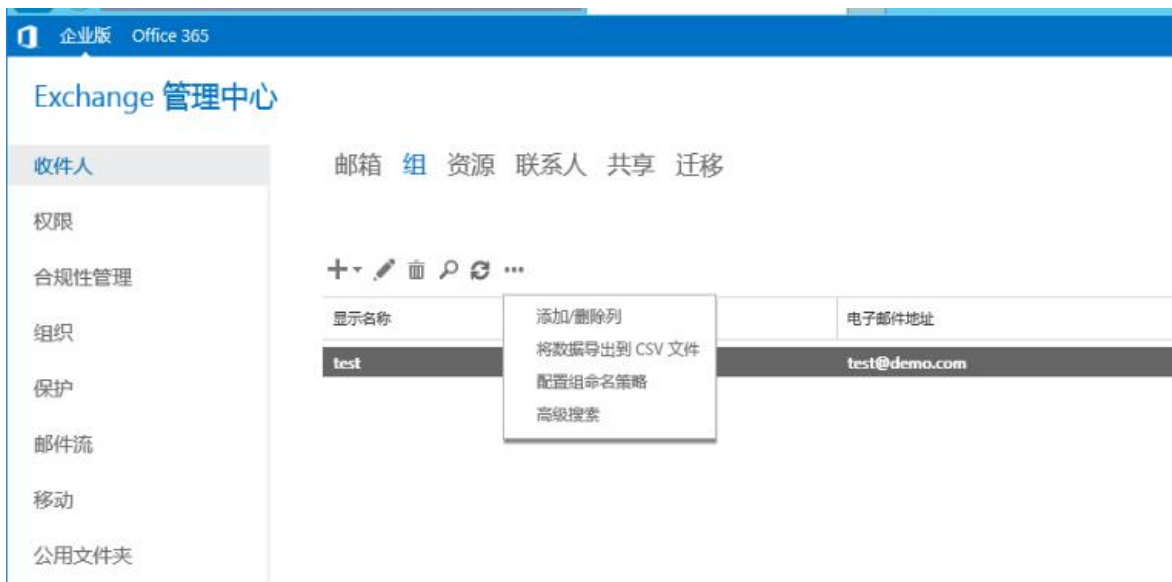 企业版 Office 365
Exchange 管理中心
收件人
权限
合规性管理
组织
保护
邮件流
移动
公用文件夹
邮箱 组 资源 联系人 共享 迁移
显示名称
电子邮件地址
test
test@demo.com
添加/删除列
将数据导出到 CSV 文件
配置组命名策略
高级搜索